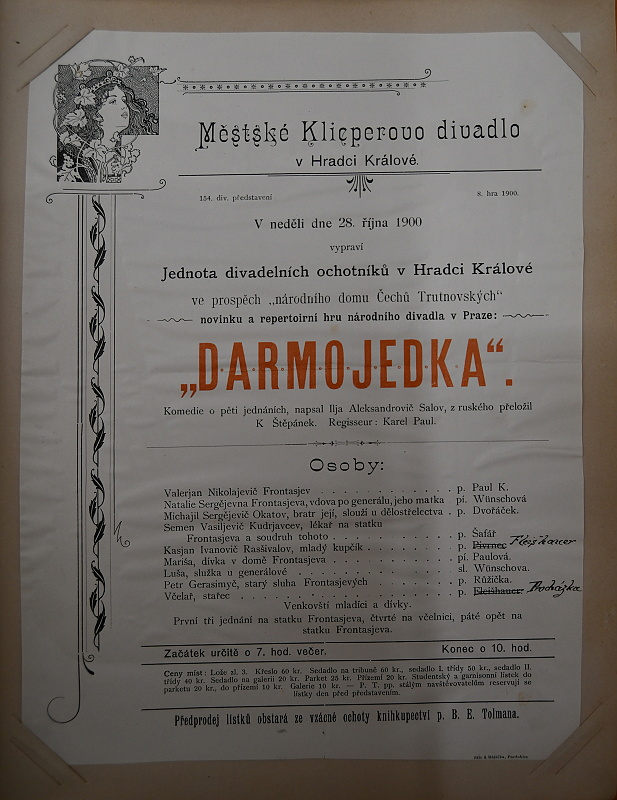 Městské Klicperovo divadlo
v Hradci Králové.
154. div. představení
8. hra 1900.
V neděli dne 28. října 1900
vypraví
Jednota divadelních ochotníků v Hradci Králové
ve prospěch „národního domu Čechů Trutnovských“
novinku a repertoirní hru národního divadla v Praze:
„DARMOJEDKA“.
Komedie o pěti jednáních, napsal Ilja Aleksandrovič Salov, z ruského přeložil
K Štěpánek. Regisseur: Karel Paul.
Osoby:
Valerjan Nikolajevič Frontasjev . . . . . . . . . . . p. Paul K.
Natalie Sergějevna Frontasjeva, vdova po generálu, jeho matka pí. Wünschová
Michajil Sergějevič Okatov, bratr její, slouží u dělostřelectva . p. Dvořáček.
Semen Vasiljevič Kudrjavcev, lékař na statku
Frontasjeva a soudruh tohoto . . . . . . . . . . p. Šafář
Kasjan Ivanovič Rassivalov, mladý kupčík . . . . . . . p. Pivrnec Fleišhancer
Mariša, dívka v domě Frontasjeva . . . . . . . . . . pí. Paulová.
Luša, služka u generálové . . . . . . . . . . . . sl. Wünschova.
Petr Gerasimyč, starý sluha Frontasjevých . . . . . . . p. Růžička.
Včelař, stařec . . . . . . . . . . . . . . . . p. Fleišhauer Procházka
Venkovští mladíci a dívky.
První tři jednání na statku Frontasjeva, čtvrté na včelnici, páté opět na
statku Frontasjeva.
Začátek určitě o 7. hod. večer. Konec o 10. hod.
Ceny míst: Lože zl. 3. Křeslo 60 kr. Sedadlo na tribuně 60 kr., sedadlo I. třídy 50 kr., sedadlo II.
třídy 40 kr. Sedadlo na galerii 20 kr. Parket 25 kr. Přízemí 20 kr. Studentský a garnisonní lístek do
parketu 20 kr., do přízemí 10 kr. Galerie 10 kr. — P. T. pp. stálým navštěvovatelům reservují se
lístky den před představením.
Předprodej lístků obstará ze vzácné ochoty knihkupectví p. B. E. Tolmana.